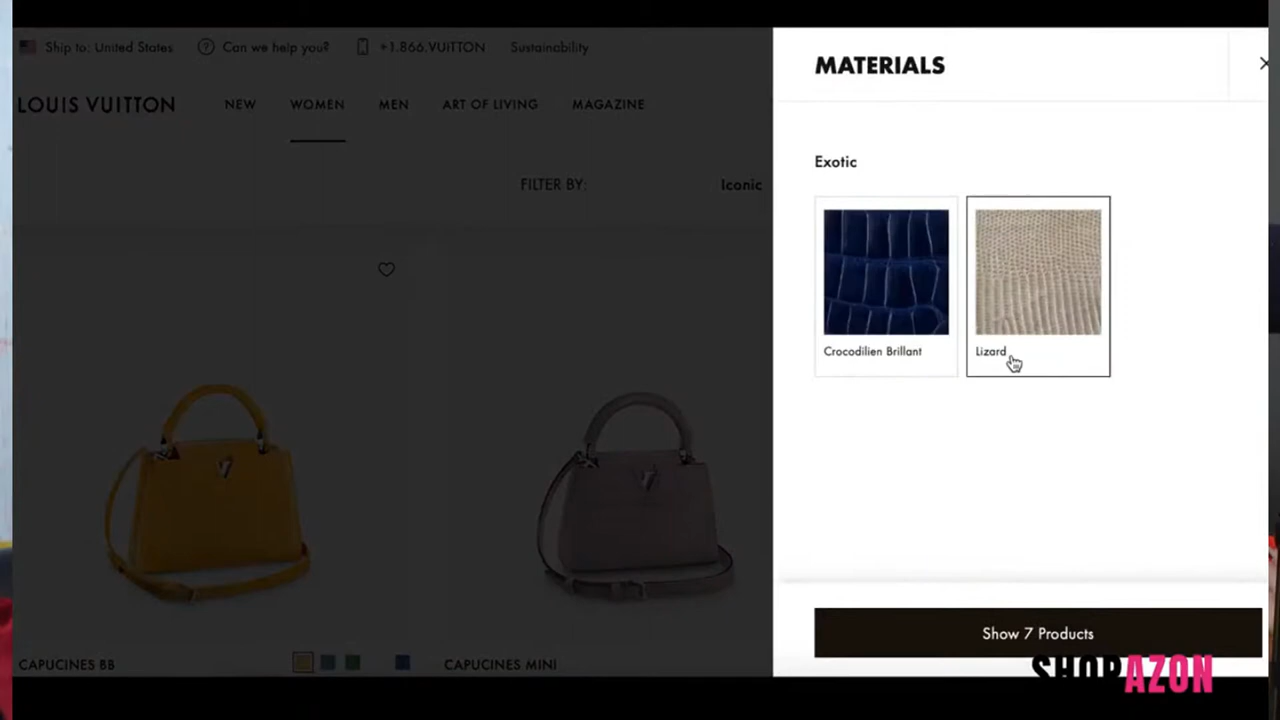 Ship to: United States
Can we help you?
+1.866.VUITTON
Sustainability
MATERIALS
LOUIS VUITTON
NEW
WOMEN
MEN
ART OF LIVING
MAGAZINE
FILTER BY:
Iconic
Exotic
Crocodilien Brillant
Lizard
Show 7 Products
CAPUCINES BB
CAPUCINES MINI
SHOPAZON